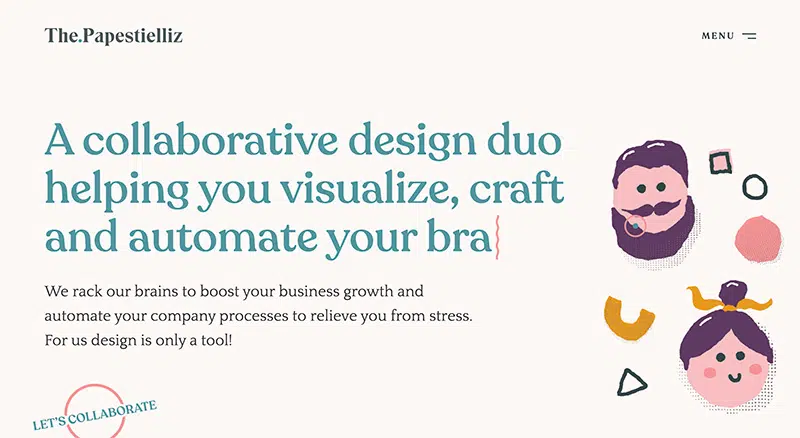 The.Papestielliz
MENU
A collaborative design duo
helping you visualize, craft
and automate your bra
We rack our brains to boost your business growth and
automate your company processes to relieve you from stress.
For us design is only a tool!
LET'S COLLABORATE